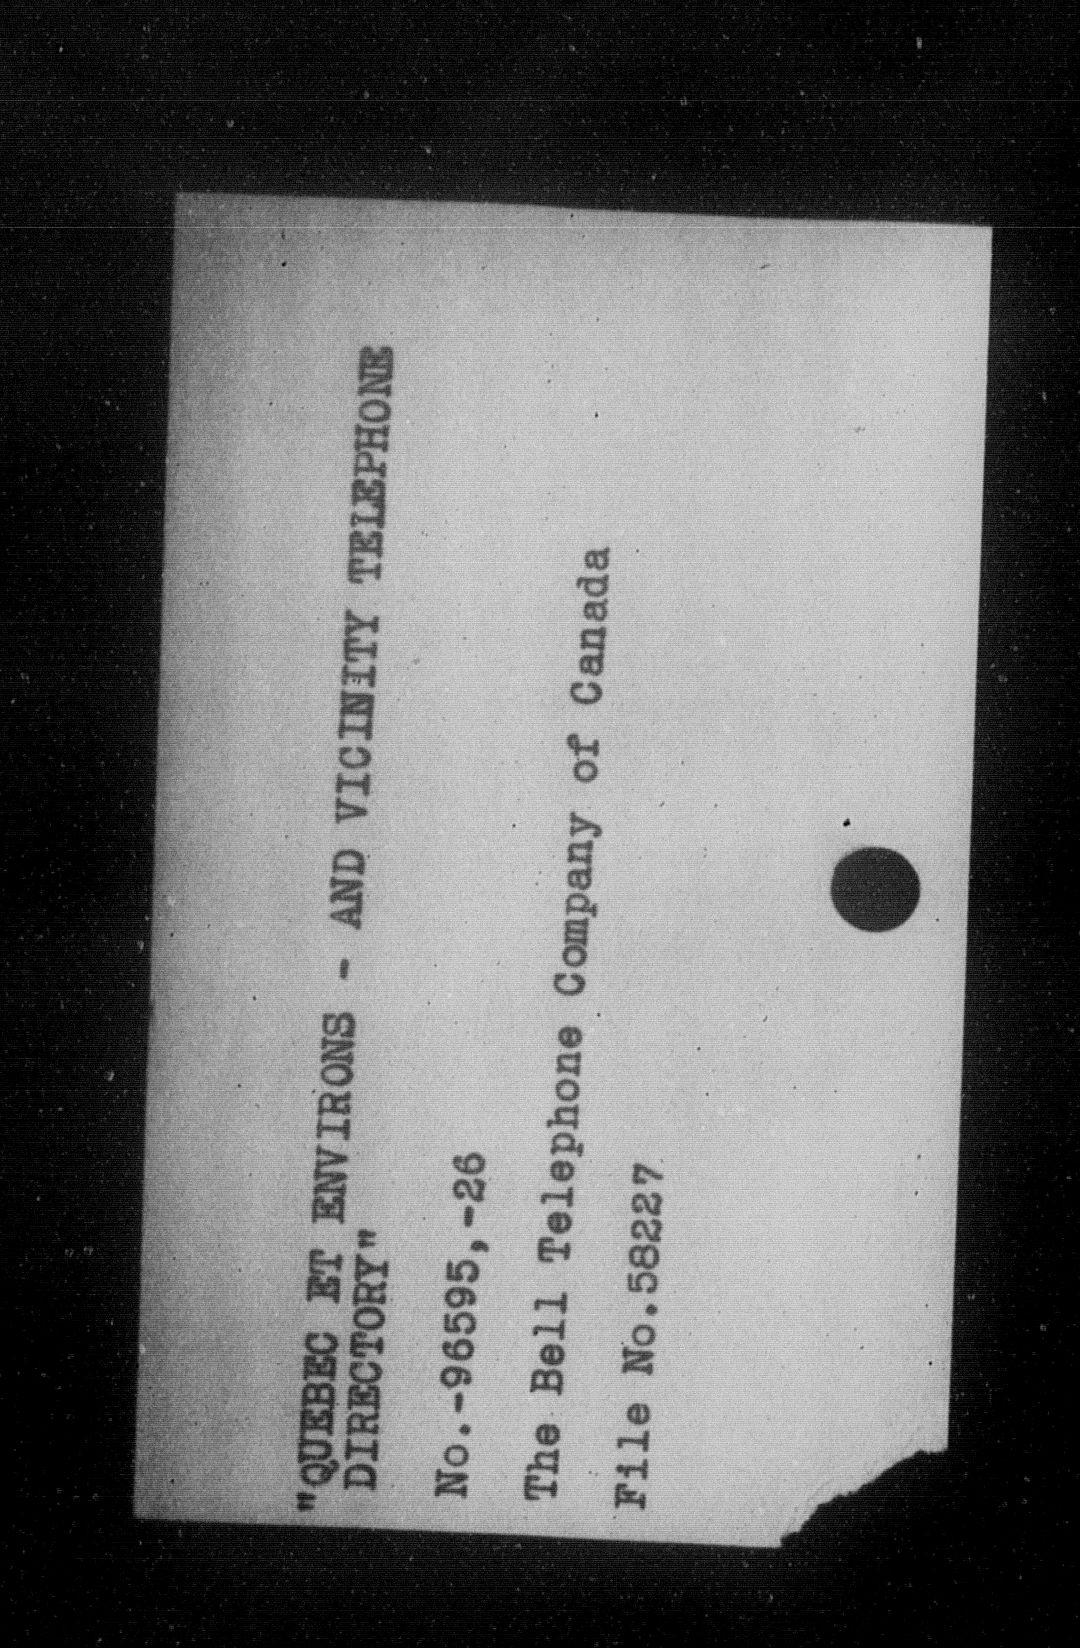 "QUEBEC ET ENVIRONS - AND VICINITY TELEPHONE
DIRECTORY"
No.-96595,-26
The Bell Telephone Company of Canada
File No.58227